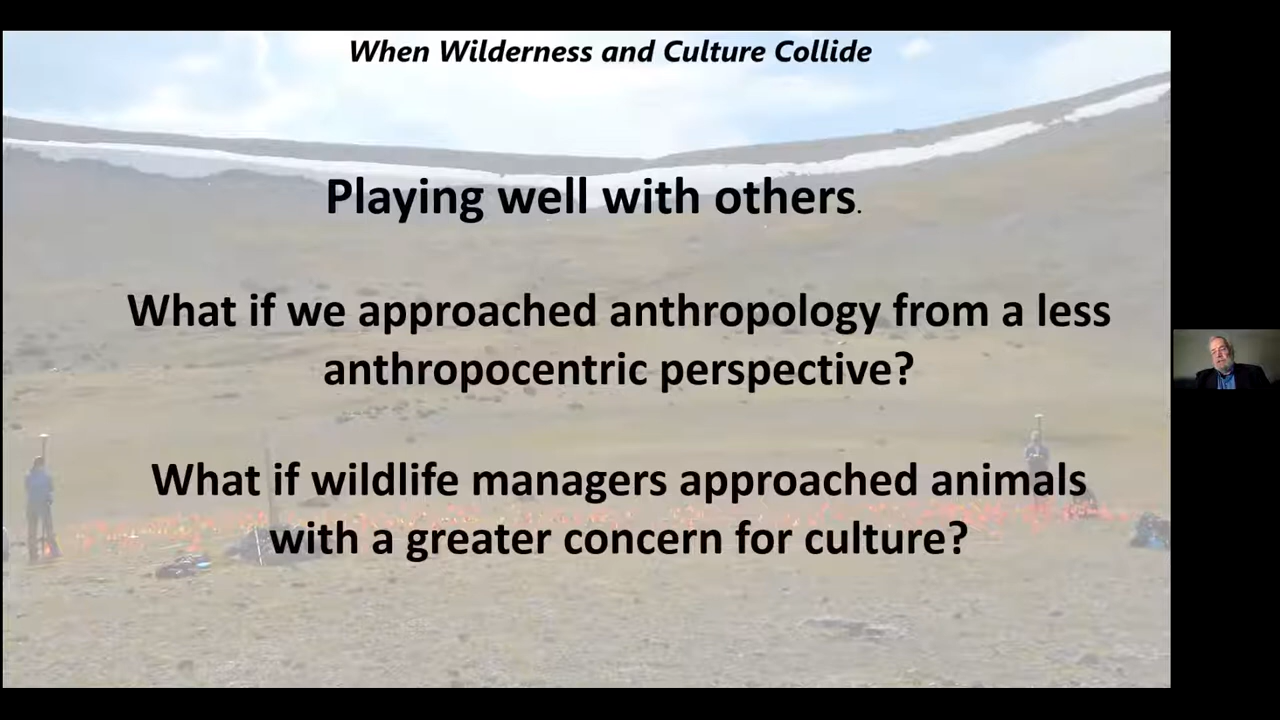 When Wilderness and Culture Collide
Playing well with others.
What if we approached anthropology from a less
anthropocentric perspective?
What if wildlife managers approached animals
with a greater concern for culture?